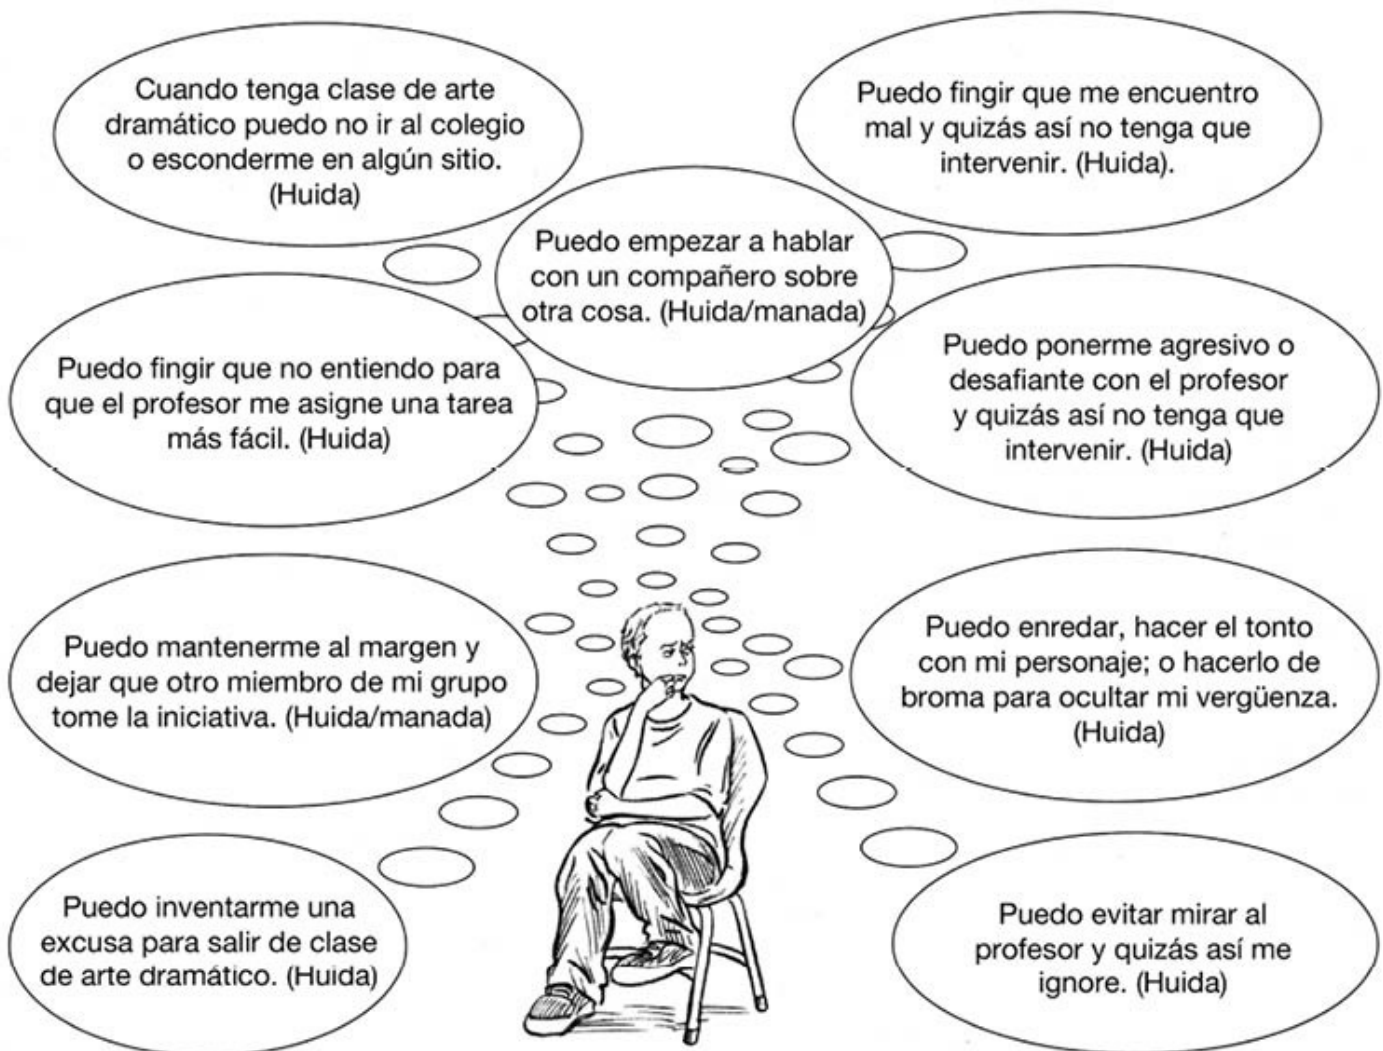 Cuando tenga clase de arte
dramático puedo no ir al colegio
o esconderme en algún sitio.
(Huida)
Puedo fingir que me encuentro
mal y quizás así no tenga que
intervenir. (Huida).
Puedo empezar a hablar
con un compañero sobre
otra cosa. (Huida/manada)
Puedo fingir que no entiendo para
que el profesor me asigne una tarea
más fácil. (Huida)
Puedo ponerme agresivo o
desafiante con el profesor
y quizás así no tenga que
intervenir. (Huida)
Puedo mantenerme al margen y
dejar que otro miembro de mi grupo
tome la iniciativa. (Huida/manada)
Puedo enredar, hacer el tonto
con mi personaje; o hacerlo de
broma para ocultar mi vergüenza.
(Huida)
Puedo inventarme una
excusa para salir de clase
de arte dramático. (Huida)
Puedo evitar mirar al
profesor y quizás así me
ignore. (Huida)